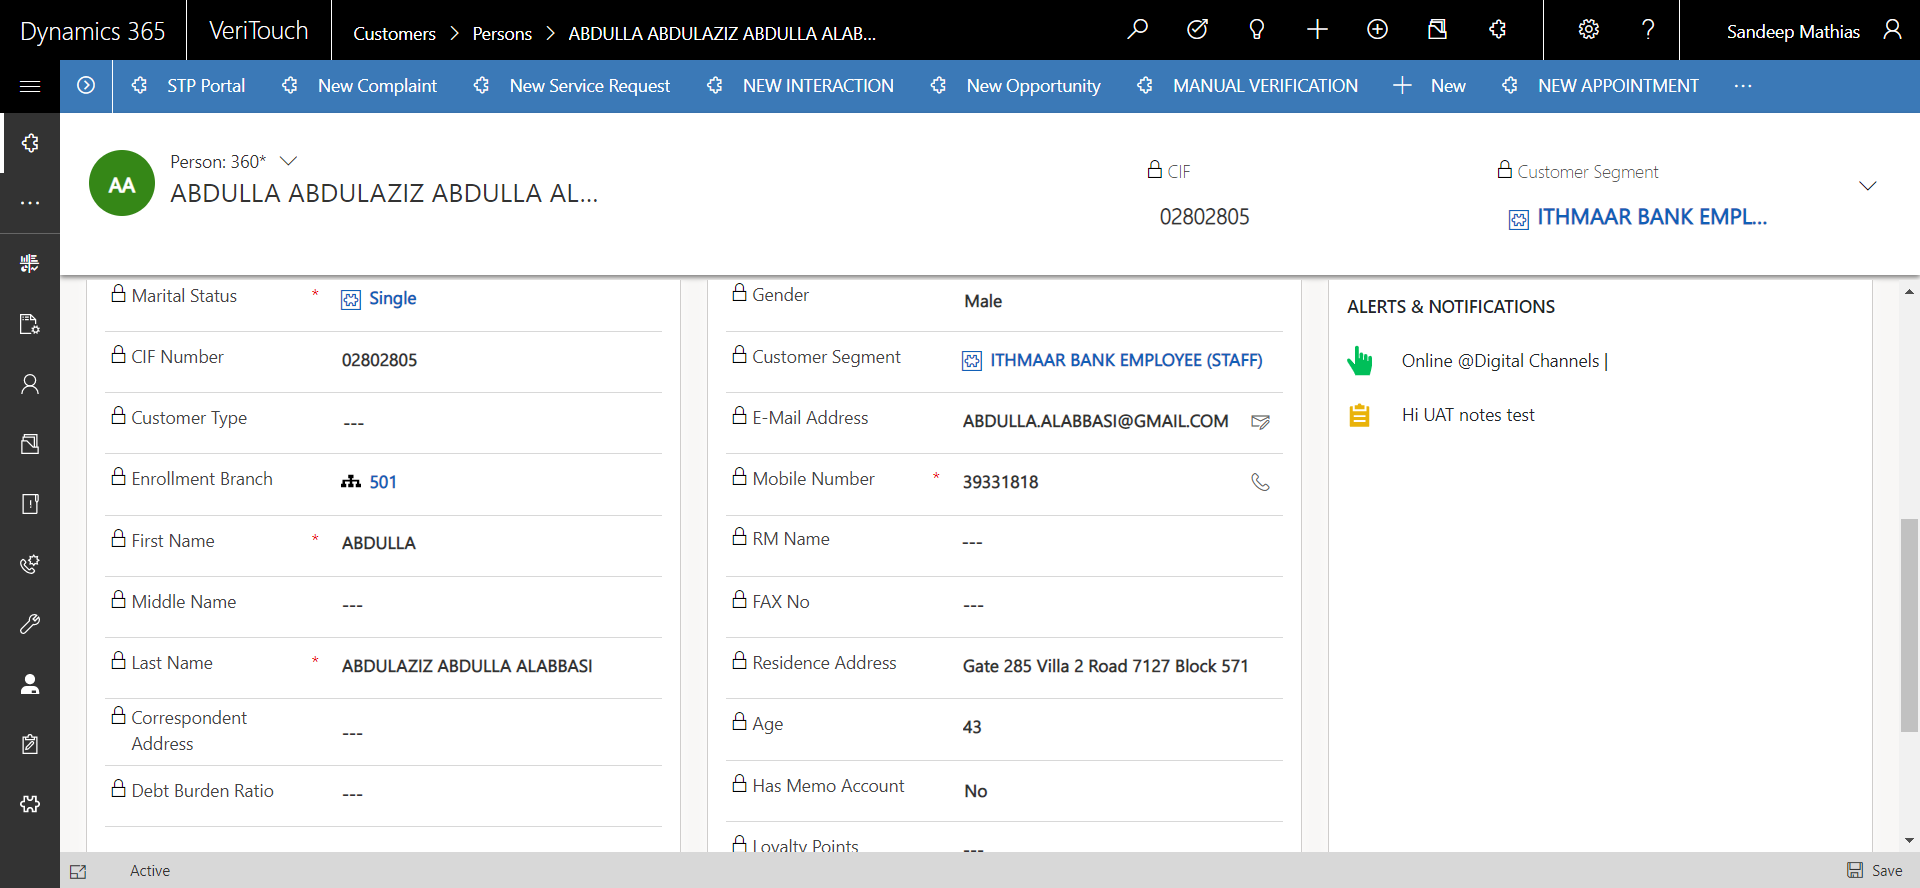 Dynamics 365
VeriTouch
Customers > Persons > ABDULLA ABDULAZIZ ABDULLA ALAB...
Sandeep Mathias
STP Portal
New Complaint
New Service Request
NEW INTERACTION
New Opportunity
MANUAL VERIFICATION
New
NEW APPOINTMENT
...
AA
Person: 360*
ABDULLA ABDULAZIZ ABDULLA AL...
CIF
02802805
Customer Segment
ITHMAAR BANK EMPL...
Marital Status * Single
CIF Number 02802805
Customer Type ---
Enrollment Branch 501
First Name * ABDULLA
Middle Name ---
Last Name * ABDULAZIZ ABDULLA ALABBASI
Correspondent
Address ---
Debt Burden Ratio ---
Gender Male
Customer Segment ITHMAAR BANK EMPLOYEE (STAFF)
E-Mail Address ABDULLA.ALABBASI@GMAIL.COM
Mobile Number * 39331818
RM Name ---
FAX No ---
Residence Address Gate 285 Villa 2 Road 7127 Block 571
Age 43
Has Memo Account No
Loyalty Points ---
ALERTS & NOTIFICATIONS
Online @Digital Channels |
Hi UAT notes test
Active
Save